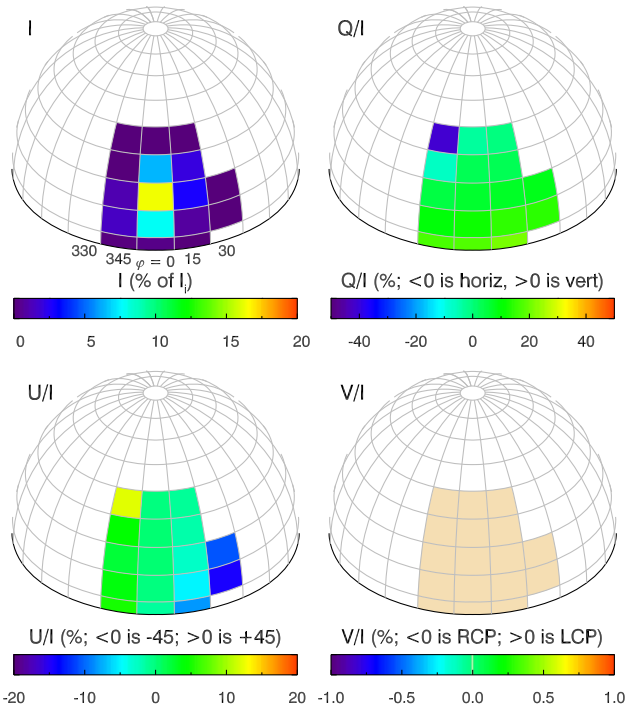 I
Q/I
330 345 φ = 0 15 30
I (% of Ii)
Q/I (%; <0 is horiz, >0 is vert)
0 5 10 15 20
-40 -20 0 20 40
U/I
V/I
U/I (%; <0 is -45; >0 is +45)
V/I (%; <0 is RCP; >0 is LCP)
-20 -10 0 10 20
-1.0 -0.5 0.0 0.5 1.0